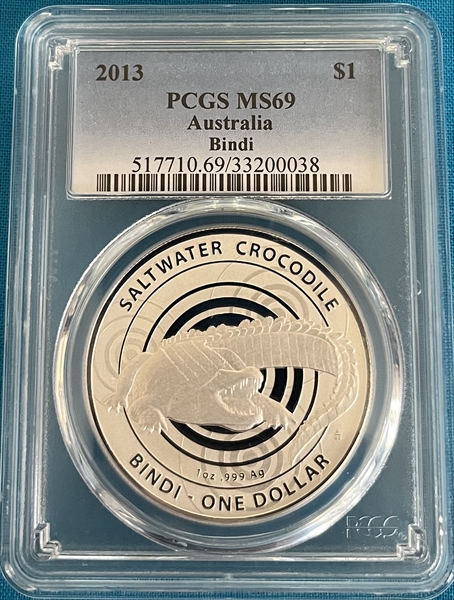 2013 $1
PCGS MS69
Australia
Bindi
517710.69/33200038
SALTWATER CROCODILE
1oz .999 Ag
BINDI - ONE DOLLAR
PCGS